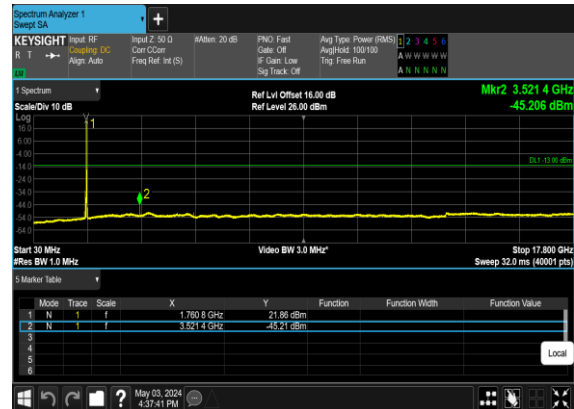 Spectrum Analyzer 1
Swept SA
+
KEYSIGHT Input: RF Input Z: 50 Ω #Atten: 20 dB PNO: Fast Avg Type: Power (RMS) 1 2 3 4 5 6
R T Coupling: DC Corr CCorr Gate: Off Avg|Hold: 100/100 A W W W W W
Align: Auto Freq Ref: Int (S) IF Gain: Low Trig: Free Run
Sig Track: Off A N N N N N
1 Spectrum Ref Lvl Offset 16.00 dB Mkr2 3.521 4 GHz
Scale/Div 10 dB Ref Level 26.00 dBm -45.206 dBm
Log
16.0
6.00
-4.00
-14.0
-24.0
-34.0
-44.0
-54.0
-64.0
1
DL1 -13.00 dBm
2
Start 30 MHz Video BW 3.0 MHz* Stop 17.800 GHz
#Res BW 1.0 MHz Sweep 32.0 ms (40001 pts)
5 Marker Table
Mode Trace Scale X Y Function Function Width Function Value
1 N 1 f 1.760 8 GHz 21.86 dBm
2 N 1 f 3.521 4 GHz -45.21 dBm
3
4
5
6
Local
? May 03, 2024
4:37:41 PM